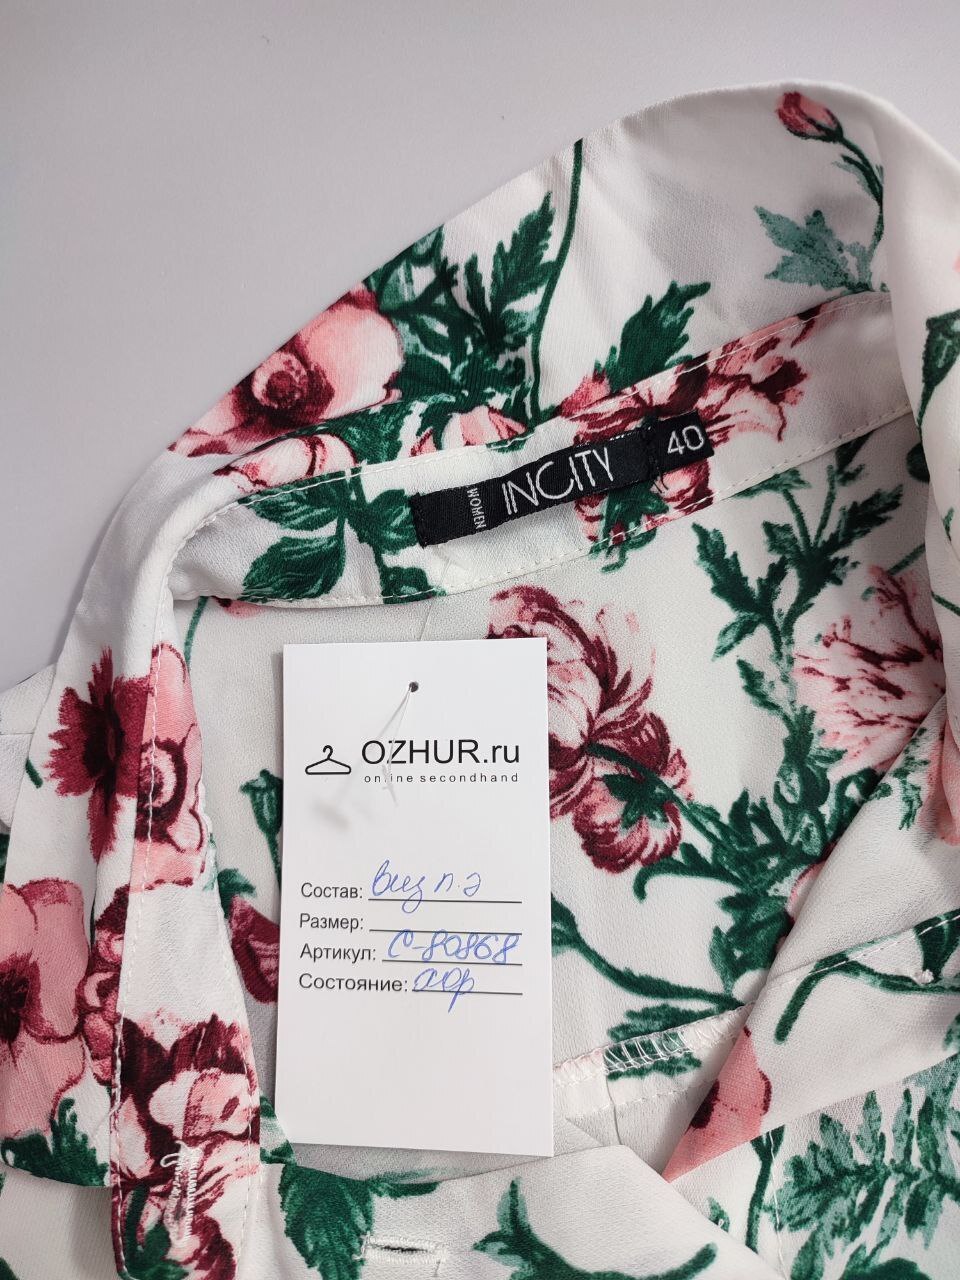 WOMEN INCITY 40
OZHUR.ru
online secondhand
Состав: виз п.э
Размер:
Артикул: С-80868
Состояние: